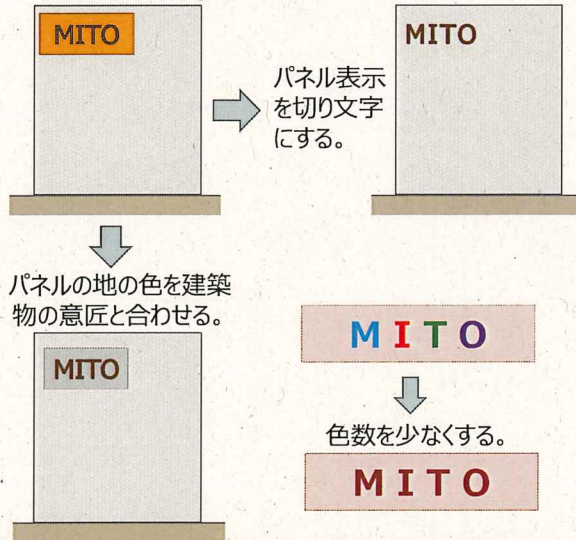 MITO
MITO
パネル表示
を切り文字
にする。
パネルの地の色を建築
物の意匠と合わせる。
MITO
MITO
色数を少なくする。
MITO